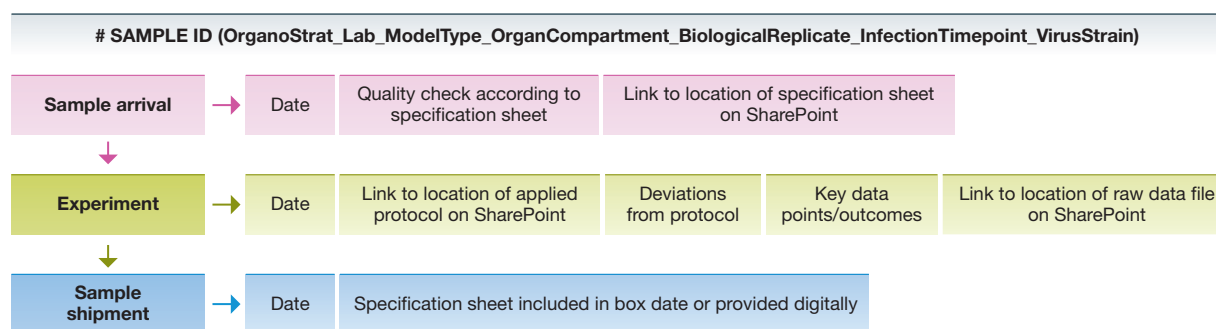 # SAMPLE ID (OrganoStrat_Lab_ModelType_OrganCompartment_BiologicalReplicate_InfectionTimepoint_VirusStrain)
Sample arrival
Date
Quality check according to
specification sheet
Link to location of specification sheet
on SharePoint
Experiment
Date
Link to location of applied
protocol on SharePoint
Deviations
from protocol
Key data
points/outcomes
Link to location of raw data file
on SharePoint
Sample
shipment
Date
Specification sheet included in box date or provided digitally